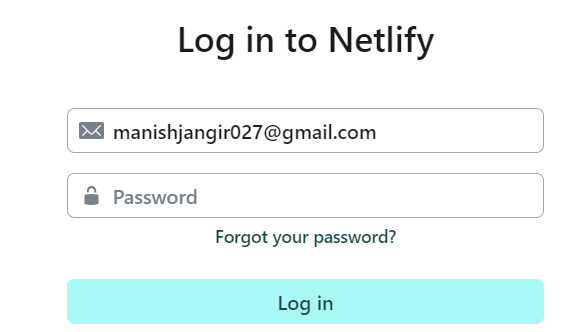 Log in to Netlify
manishjangir027@gmail.com
Password
Forgot your password?
Log in